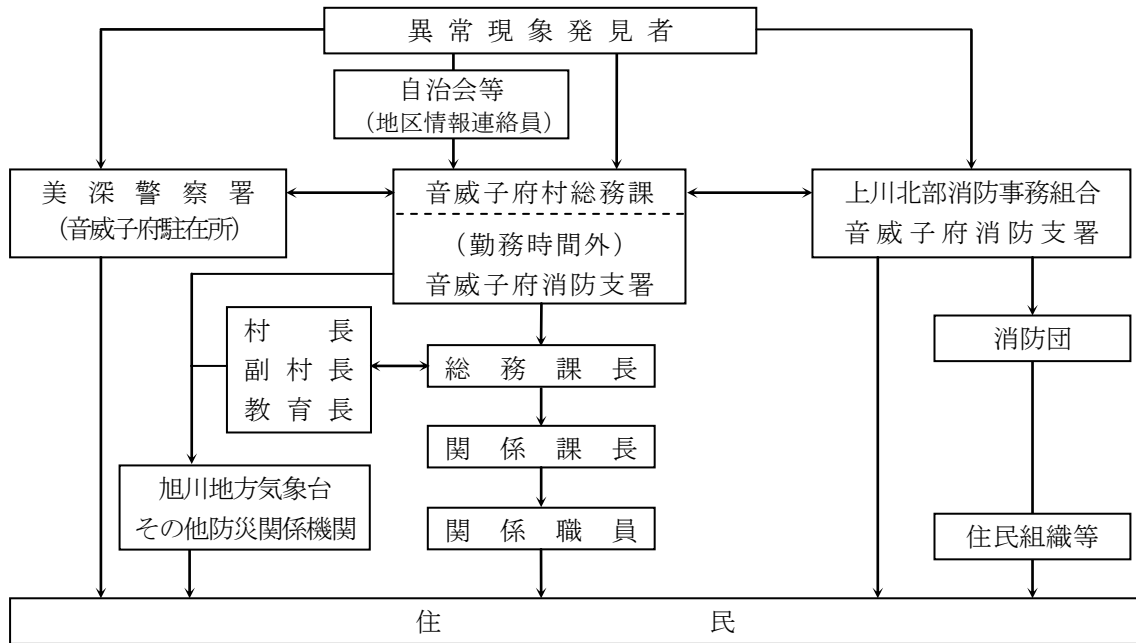 異常現象発見者
自治会等
（地区情報連絡員）
美深警察署
（音威子府駐在所）
音威子府村総務課
（勤務時間外）
音威子府消防支署
上川北部消防事務組合
音威子府消防支署
村長
副村長
教育長
総務課長
消防団
関係課長
旭川地方気象台
その他防災関係機関
関係職員
住民組織等
住民